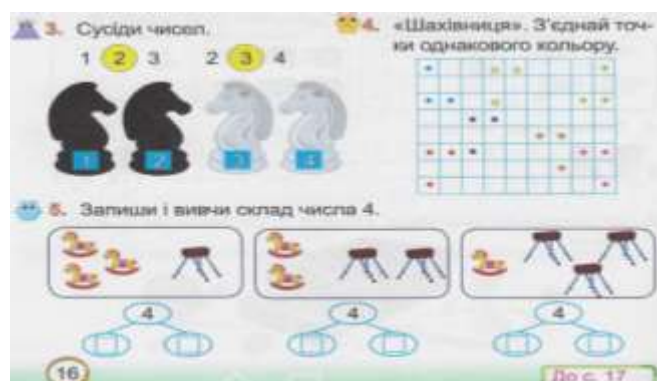 3. Сусіди чисел.
1 2 3 2 3 4
1 2 3 4
4. «Шахівниця». З'єднай точ-
ки однакового кольору.
5. Запиши і вивчи склад числа 4.
4 4 4
16
До с. 17